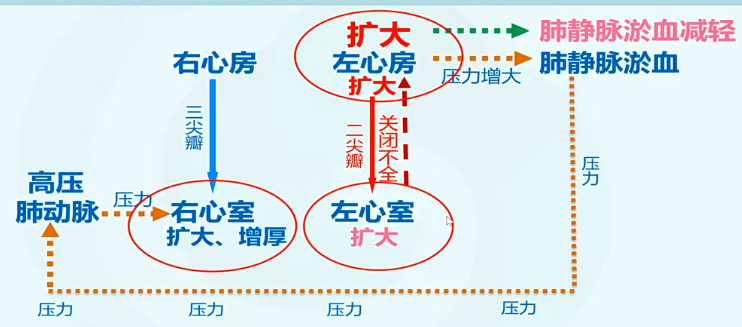 扩大
肺静脉淤血减轻
右心房
左心房
肺静脉淤血
扩大
压力增大
三尖瓣
二尖瓣
关闭不全
压力
高压
肺动脉
压力
右心室
左心室
扩大、增厚
扩大
压力
压力
压力
压力